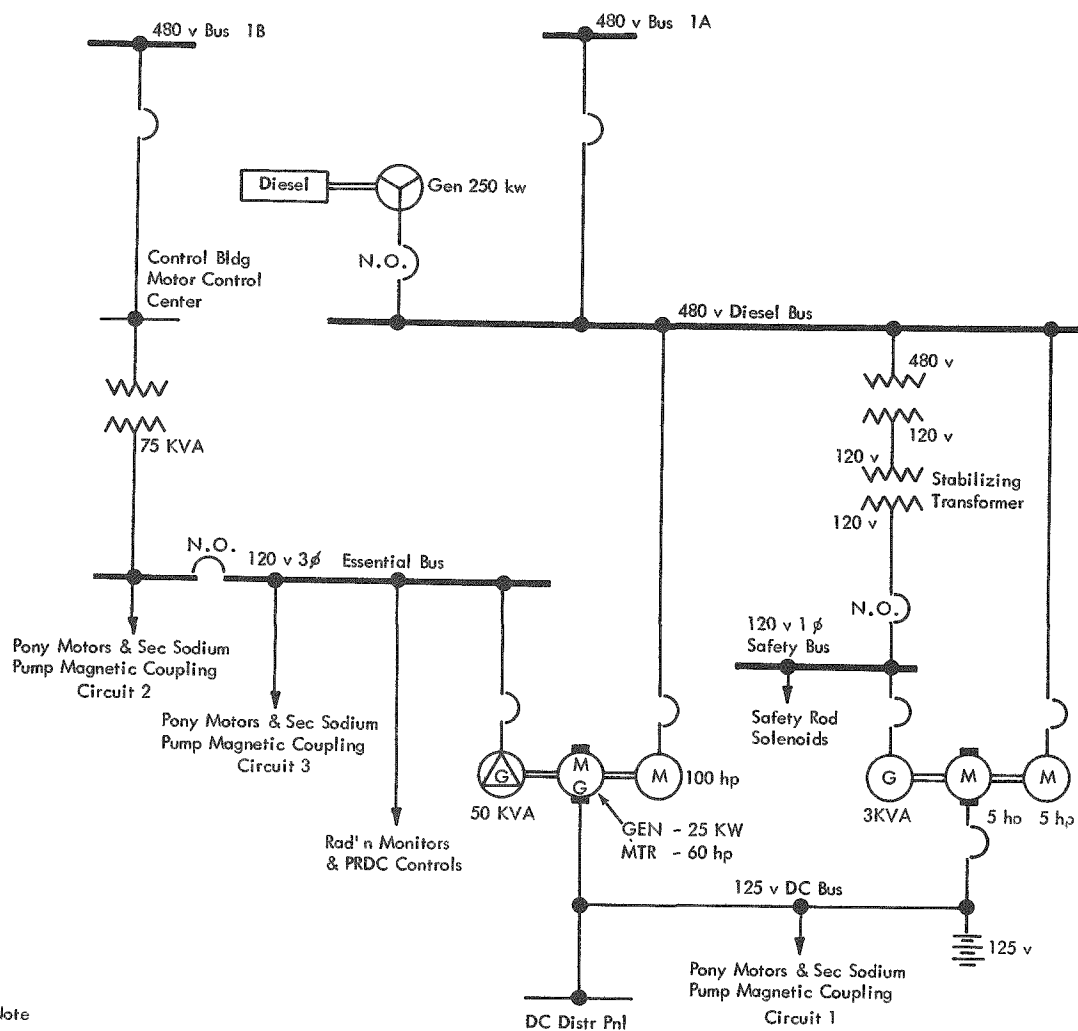 480 v Bus 1B
480 v Bus 1A
Diesel
Gen 250 kw
N.O.
Control Bldg
Motor Control
Center
480 v Diesel Bus
480 v
120 v
120 v
Stabilizing
Transformer
120 v
75 KVA
N.O.
120 v 3ø
Essential Bus
N.O.
120 v 1 ø
Safety Bus
Pony Motors & Sec Sodium
Pump Magnetic Coupling
Circuit 2
Pony Motors & Sec Sodium
Pump Magnetic Coupling
Circuit 3
Safety Rod
Solenoids
G
M
G
M
100 hp
G
M
M
50 KVA
GEN - 25 KW
MTR - 60 hp
3KVA
5 hp
5 hp
Rad'n Monitors
& PRDC Controls
125 v DC Bus
125 v
Pony Motors & Sec Sodium
Pump Magnetic Coupling
Circuit 1
DC Distr Pnl